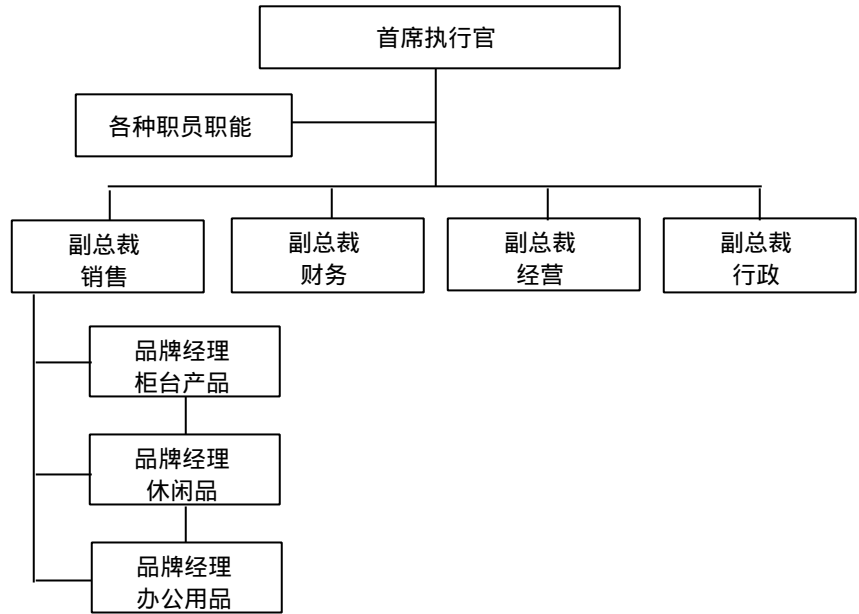 首席执行官
各种职员职能
副总裁
销售
副总裁
财务
副总裁
经营
副总裁
行政
品牌经理
柜台产品
品牌经理
休闲品
品牌经理
办公用品